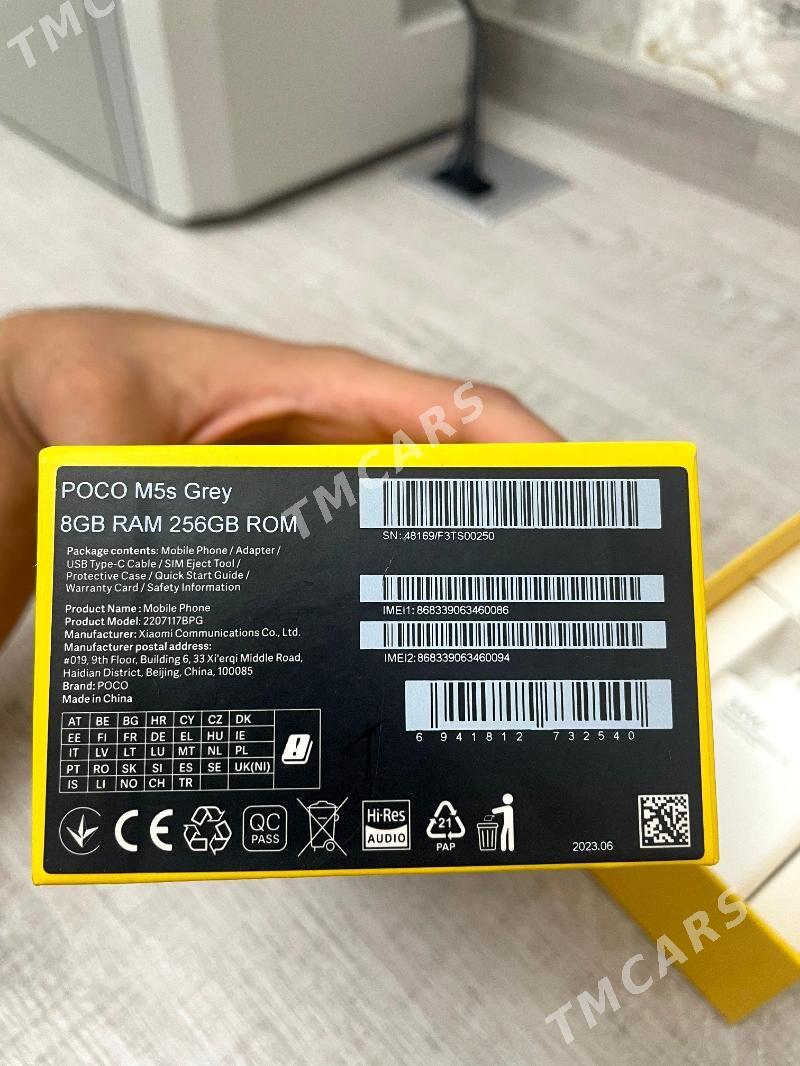 TMCARS
POCO M5s Grey
8GB RAM 256GB ROM
Package contents: Mobile Phone / Adapter /
USB Type-C Cable / SIM Eject Tool /
Protective Case / Quick Start Guide /
Warranty Card / Safety Information
Product Name : Mobile Phone
Product Model: 2207117BPG
Manufacturer: Xiaomi Communications Co., Ltd.
Manufacturer postal address:
#019, 9th Floor, Building 6, 33 Xi'erqi Middle Road,
Haidian District, Beijing, China, 100085
Brand: POCO
Made in China
AT BE BG HR CY CZ DK
EE FI FR DE EL HU IE
IT LV LT LU MT NL PL
PT RO SK SI ES SE UK(NI)
IS LI NO CH TR
SN: 48169/F3TS00250
IMEI1: 868339063460086
IMEI2: 868339063460094
6 941812 732540
CE
QC
PASS
Hi-Res
AUDIO
21
PAP
2023.06
TMCARS
TMCARS